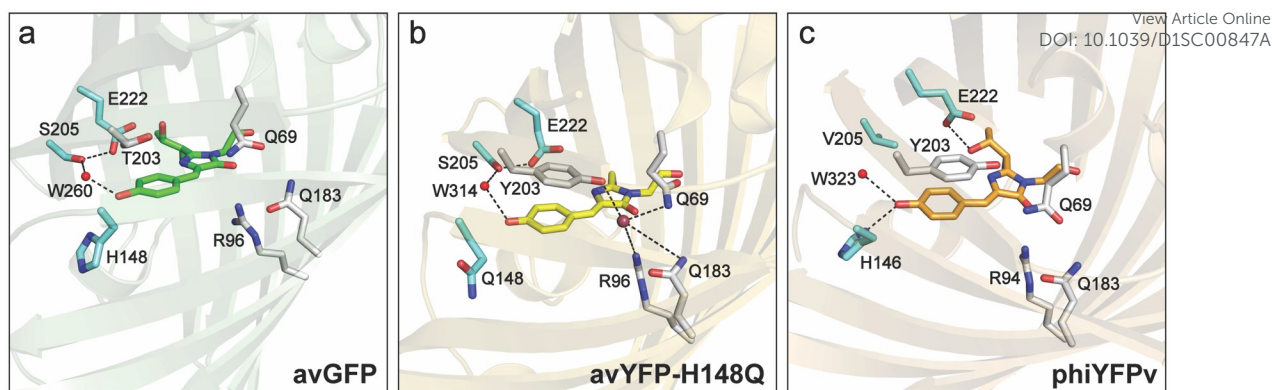 View Article Online
DOI: 10.1039/D1SC00847A
a
E222
S205
T203
Q69
W260
Q183
R96
H148
avGFP
b
E222
S205
Y203
W314
Q69
Q148
R96
Q183
avYFP-H148Q
c
E222
V205
Y203
W323
Q69
H146
R94
Q183
phiYFPv